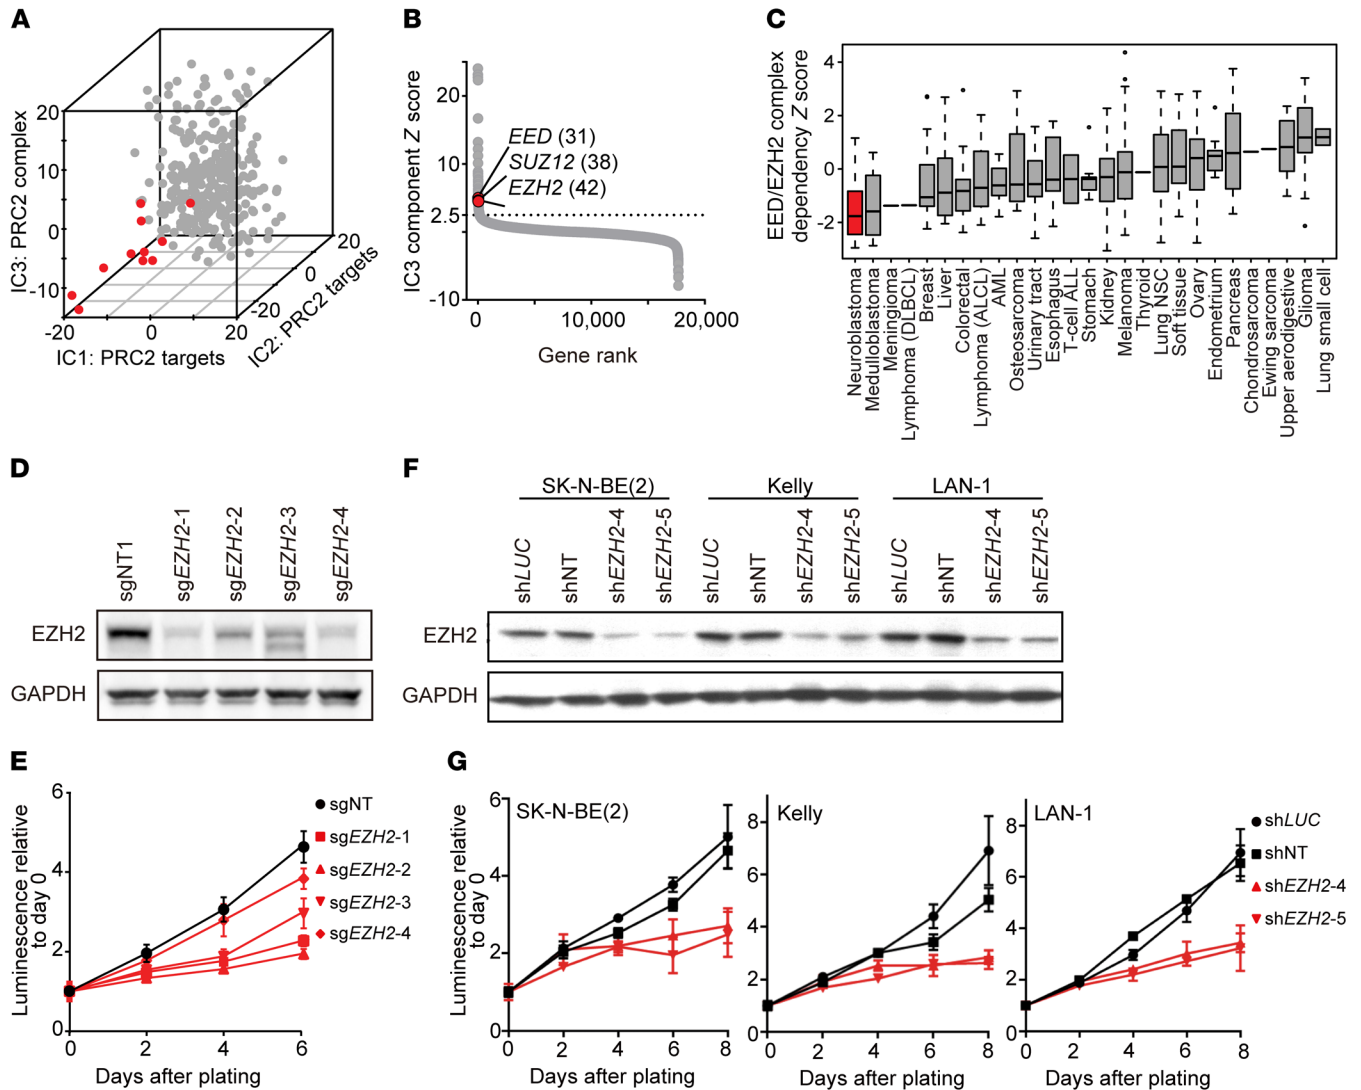 A
IC3: PRC2 complex
20
10
0
-10
-20
0
20
IC1: PRC2 targets
-20
0
20
IC2: PRC2 targets
B
IC3 component Z score
20
10
2.5
-10
EED (31)
SUZ12 (38)
EZH2 (42)
0
10,000
20,000
Gene rank
C
EED/EZH2 complex
dependency Z score
4
2
0
-2
Neuroblastoma
Medulloblastoma
Meningioma
Lymphoma (DLBCL)
Breast
Liver
Colorectal
Lymphoma (ALCL)
AML
Osteosarcoma
Urinary tract
Esophagus
T-cell ALL
Stomach
Kidney
Melanoma
Thyroid
Lung NSC
Soft tissue
Ovary
Endometrium
Pancreas
Chondrosarcoma
Ewing sarcoma
Upper aerodigestive
Glioma
Lung small cell
D
sgNT1
sgEZH2-1
sgEZH2-2
sgEZH2-3
sgEZH2-4
EZH2
GAPDH
F
SK-N-BE(2)
Kelly
LAN-1
shLUC
shNT
shEZH2-4
shEZH2-5
shLUC
shNT
shEZH2-4
shEZH2-5
shLUC
shNT
shEZH2-4
shEZH2-5
EZH2
GAPDH
E
Luminescence relative
to day 0
6
4
2
0
0
2
4
6
Days after plating
sgNT
sgEZH2-1
sgEZH2-2
sgEZH2-3
sgEZH2-4
G
Luminescence relative
to day 0
SK-N-BE(2)
6
4
2
0
0
2
4
6
8
Days after plating
Kelly
8
6
4
2
0
0
2
4
6
8
Days after plating
LAN-1
8
6
4
2
0
0
2
4
6
8
Days after plating
shLUC
shNT
shEZH2-4
shEZH2-5